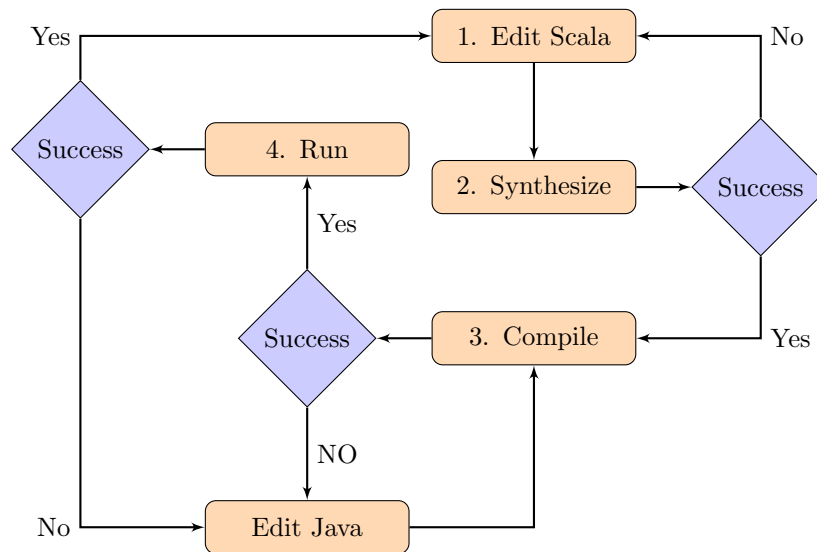 Yes
1. Edit Scala
No
Success
4. Run
2. Synthesize
Success
Yes
Success
3. Compile
Yes
NO
No
Edit Java